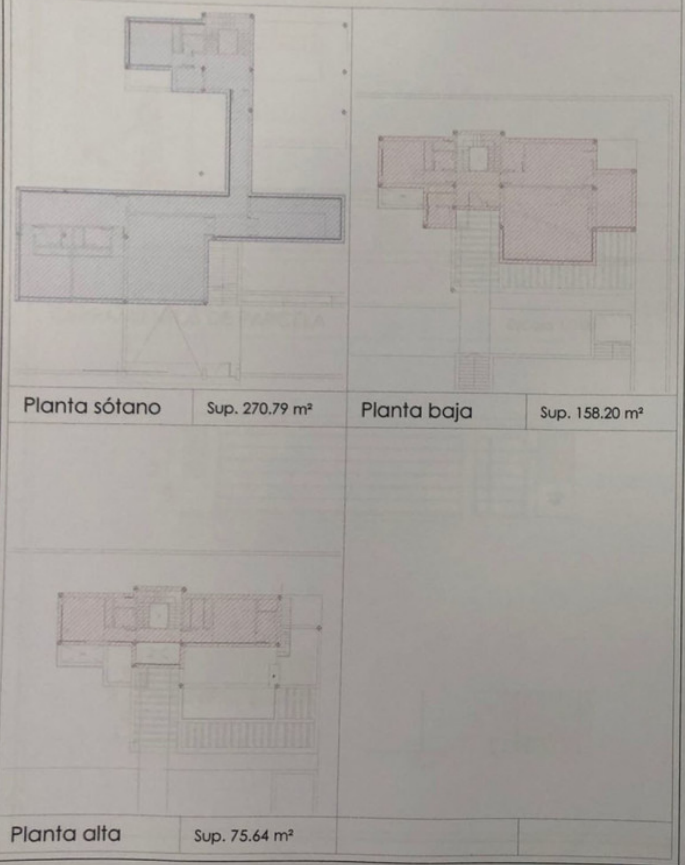 Planta sótano
Sup. 270.79 m²
Planta baja
Sup. 158.20 m²
Planta alta
Sup. 75.64 m²